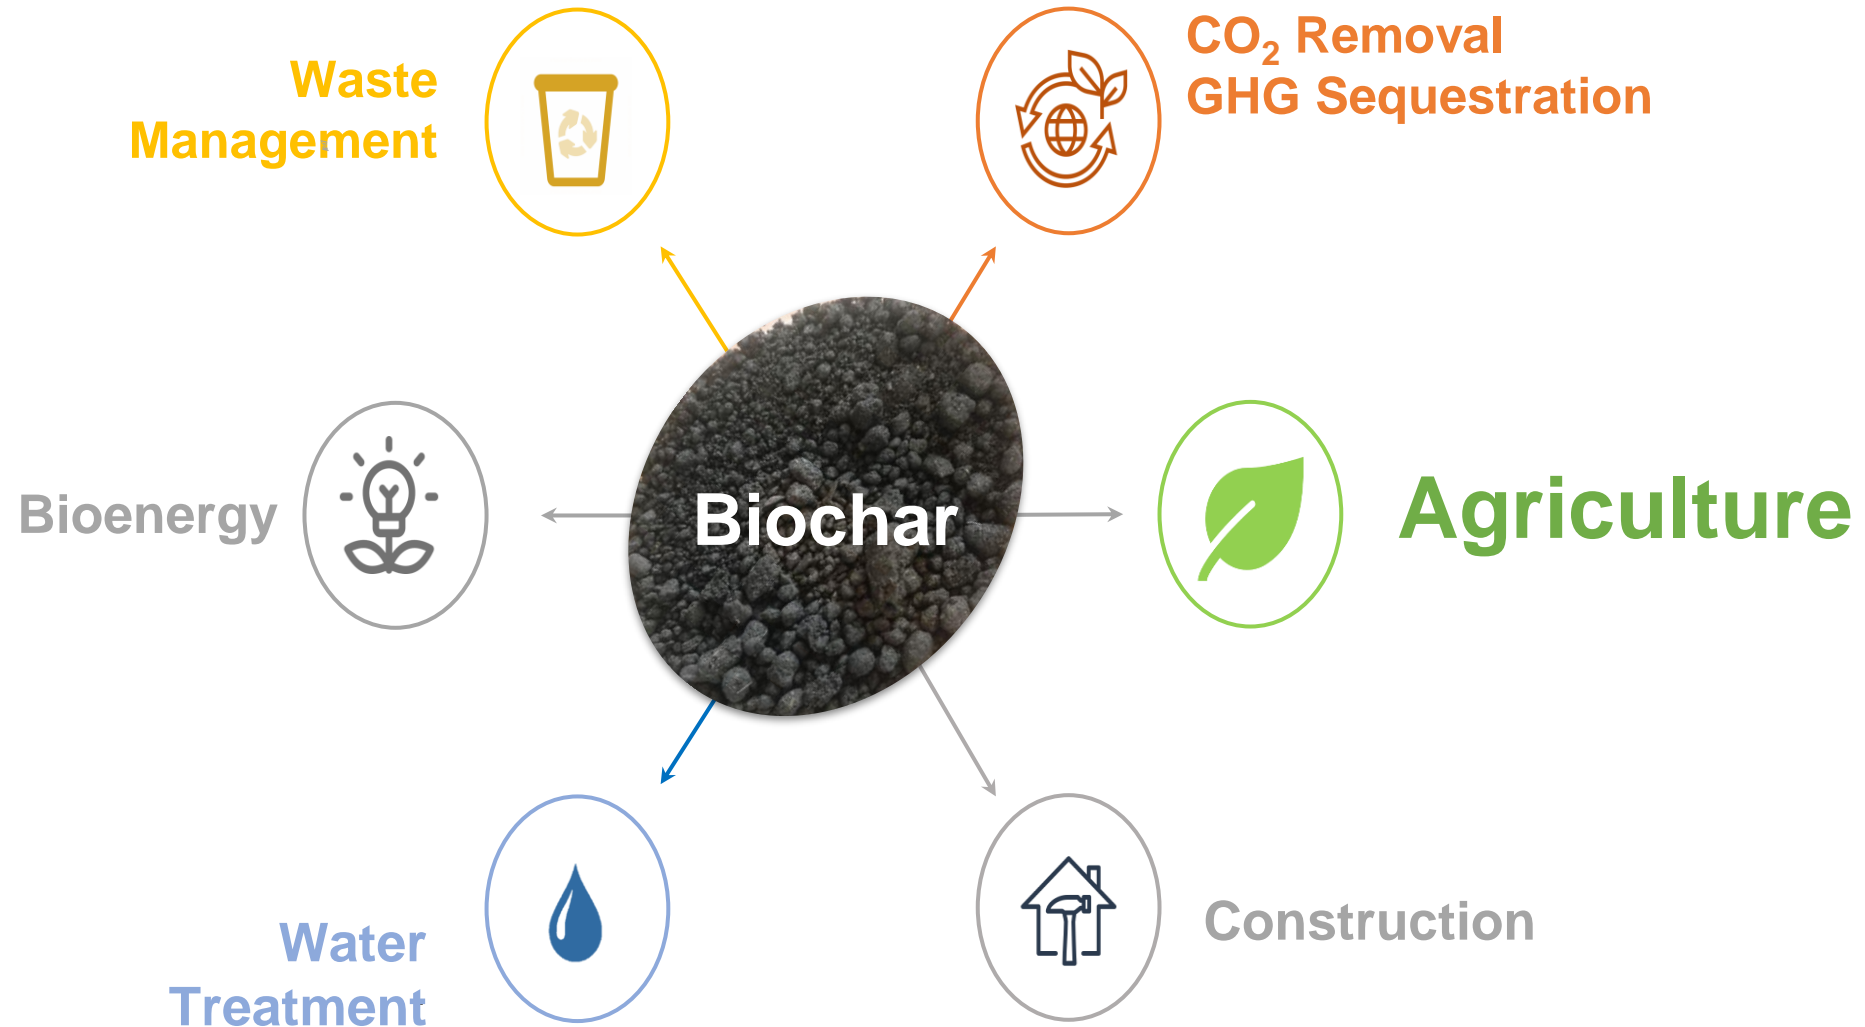 Waste
Management
CO₂ Removal
GHG Sequestration
Bioenergy
Biochar
Agriculture
Water
Treatment
Construction